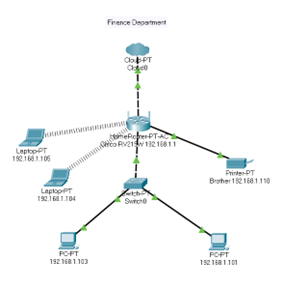 Finance Department
Cloud-PT
Cloud0
HomeRouter-PT-AC
Cisco RV215W 192.168.1.1
Laptop-PT
192.168.1.105
Printer-PT
Brother 192.168.1.110
Laptop-PT
192.168.1.104
Switch-PT
Switch0
PC-PT
192.168.1.103
PC-PT
192.168.1.101